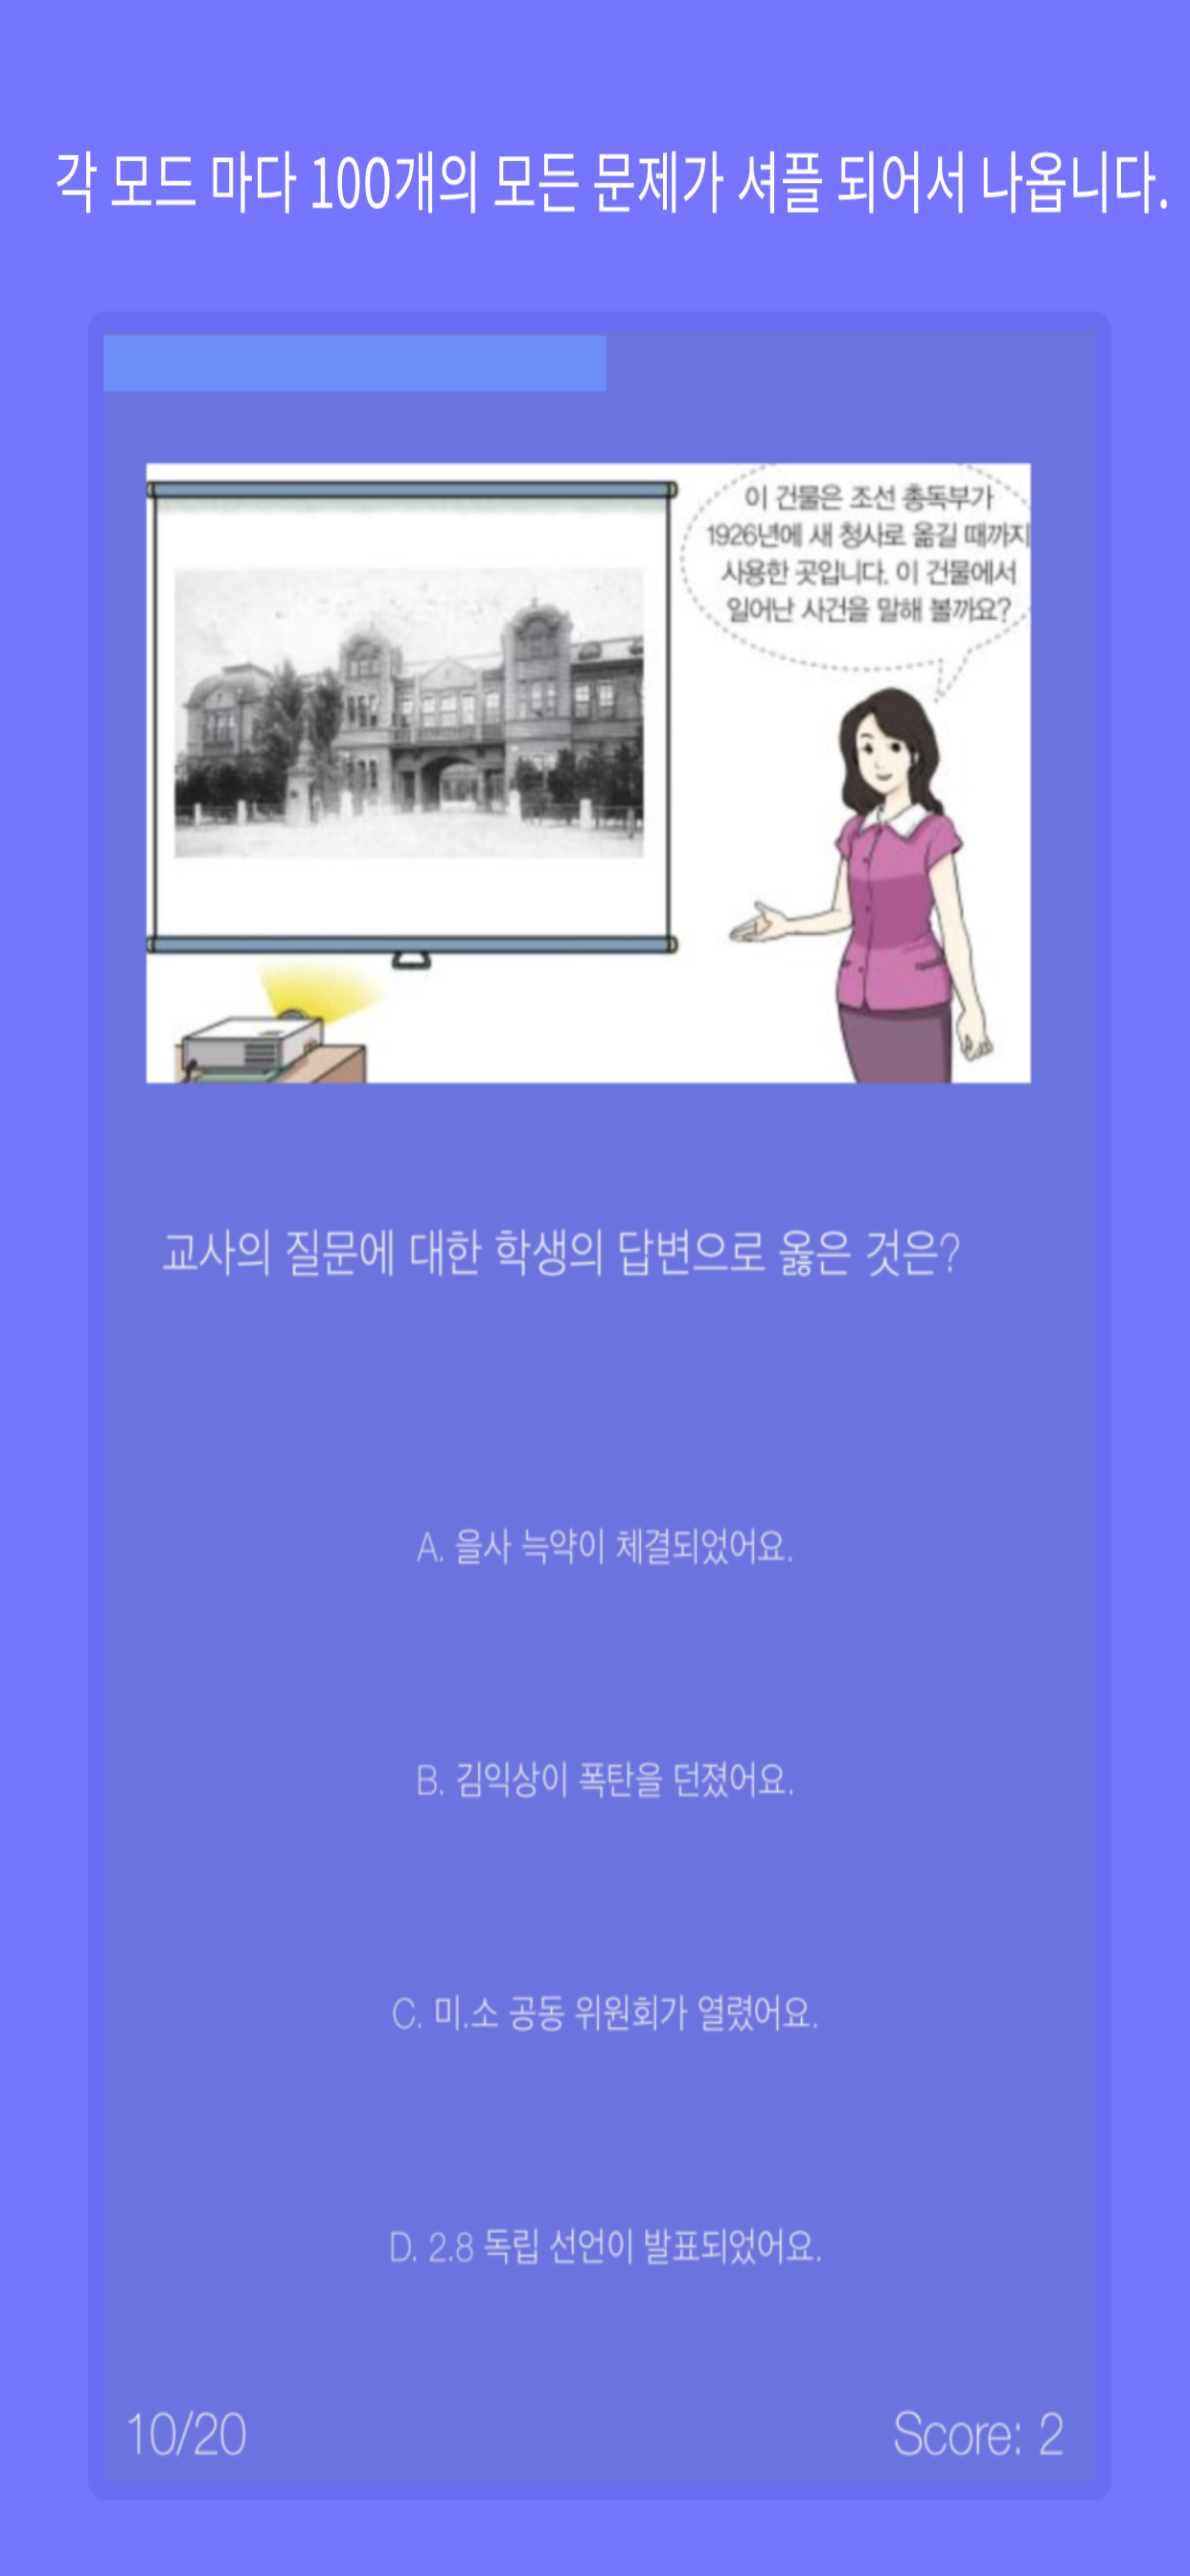 각 모드 마다 100개의 모든 문제가 셔플 되어서 나옵니다.
이 건물은 조선 총독부가
1926년에 새 청사로 옮길 때까지
사용한 곳입니다. 이 건물에서
일어난 사건을 말해 볼까요?
교사의 질문에 대한 학생의 답변으로 옳은 것은?
A. 을사 늑약이 체결되었어요.
B. 김익상이 폭탄을 던졌어요.
C. 미.소 공동 위원회가 열렸어요.
D. 2.8 독립 선언이 발표되었어요.
10/20
Score: 2